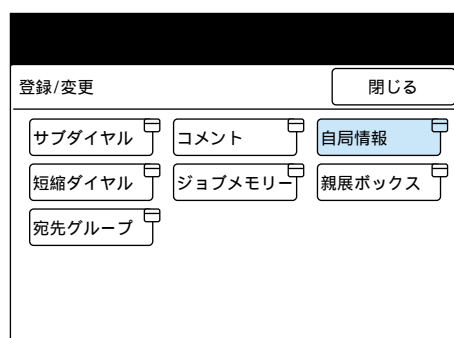 登録/変更 閉じる
サブダイヤル コメント 自局情報
短縮ダイヤル ジョブメモリー 親展ボックス
宛先グループ